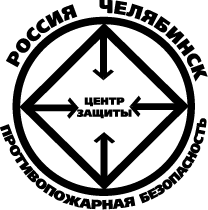 РОССИЯ ЧЕЛЯБИНСК
ЦЕНТР
ЗАЩИТЫ
ПРОТИВОПОЖАРНАЯ БЕЗОПАСНОСТЬ